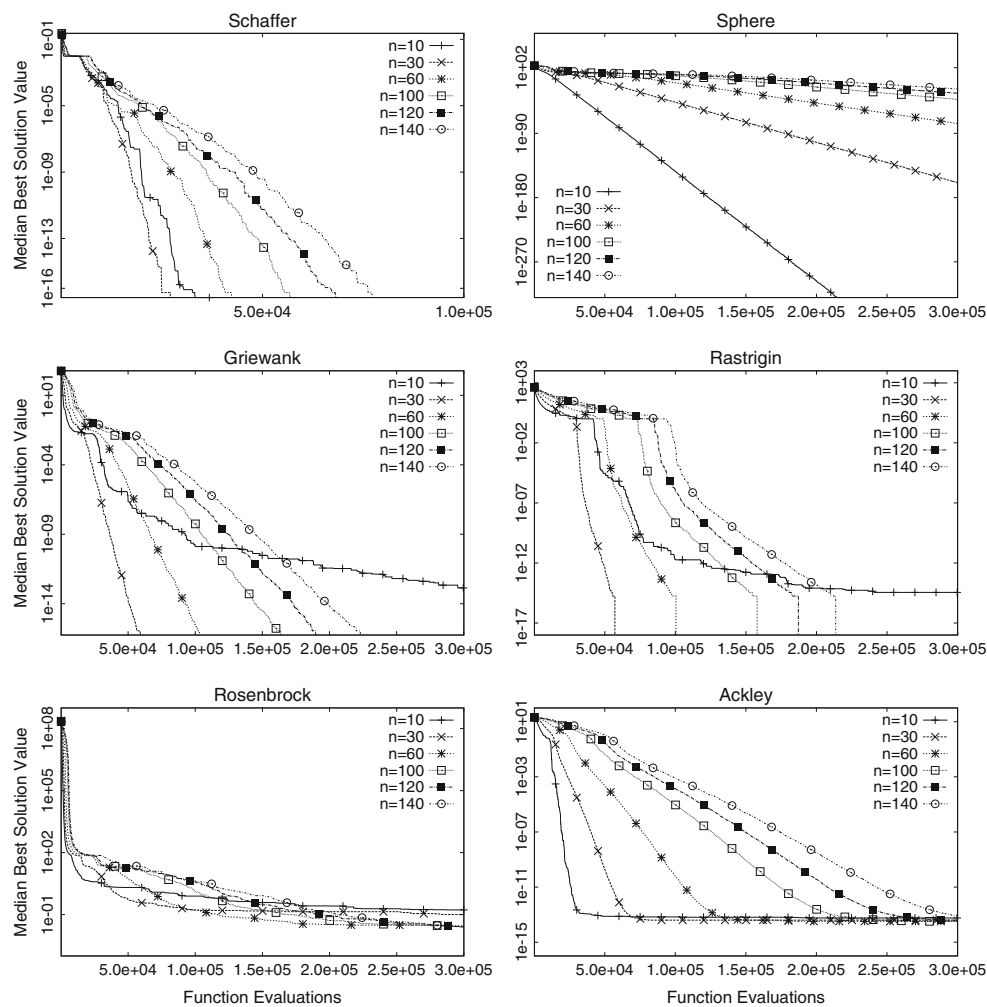 Schaffer
Median Best Solution Value
1e-01
1e-05
1e-09
1e-13
1e-16
5.0e+04
1.0e+05
n=10
n=30
n=60
n=100
n=120
n=140
Sphere
1e+02
1e-90
1e-180
1e-270
5.0e+04
1.0e+05
1.5e+05
2.0e+05
2.5e+05
3.0e+05
n=10
n=30
n=60
n=100
n=120
n=140
Griewank
Median Best Solution Value
1e+01
1e-04
1e-09
1e-14
5.0e+04
1.0e+05
1.5e+05
2.0e+05
2.5e+05
3.0e+05
n=10
n=30
n=60
n=100
n=120
n=140
Rastrigin
1e+03
1e-02
1e-07
1e-12
1e-17
5.0e+04
1.0e+05
1.5e+05
2.0e+05
2.5e+05
3.0e+05
n=10
n=30
n=60
n=100
n=120
n=140
Rosenbrock
Median Best Solution Value
1e+08
1e+05
1e+02
1e-01
5.0e+04
1.0e+05
1.5e+05
2.0e+05
2.5e+05
3.0e+05
Function Evaluations
n=10
n=30
n=60
n=100
n=120
n=140
Ackley
1e+01
1e-03
1e-07
1e-11
1e-15
5.0e+04
1.0e+05
1.5e+05
2.0e+05
2.5e+05
3.0e+05
Function Evaluations
n=10
n=30
n=60
n=100
n=120
n=140